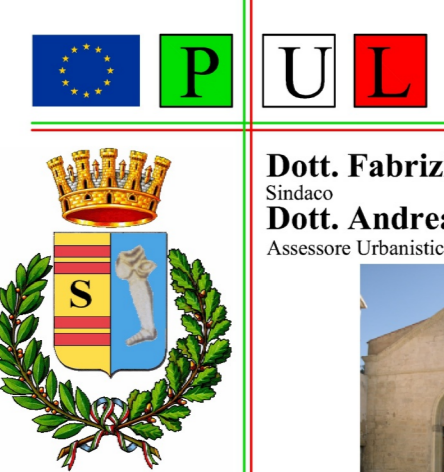 P U L
Dott. Fabriz
Sindaco
Dott. Andrea
Assessore Urbanistic
S